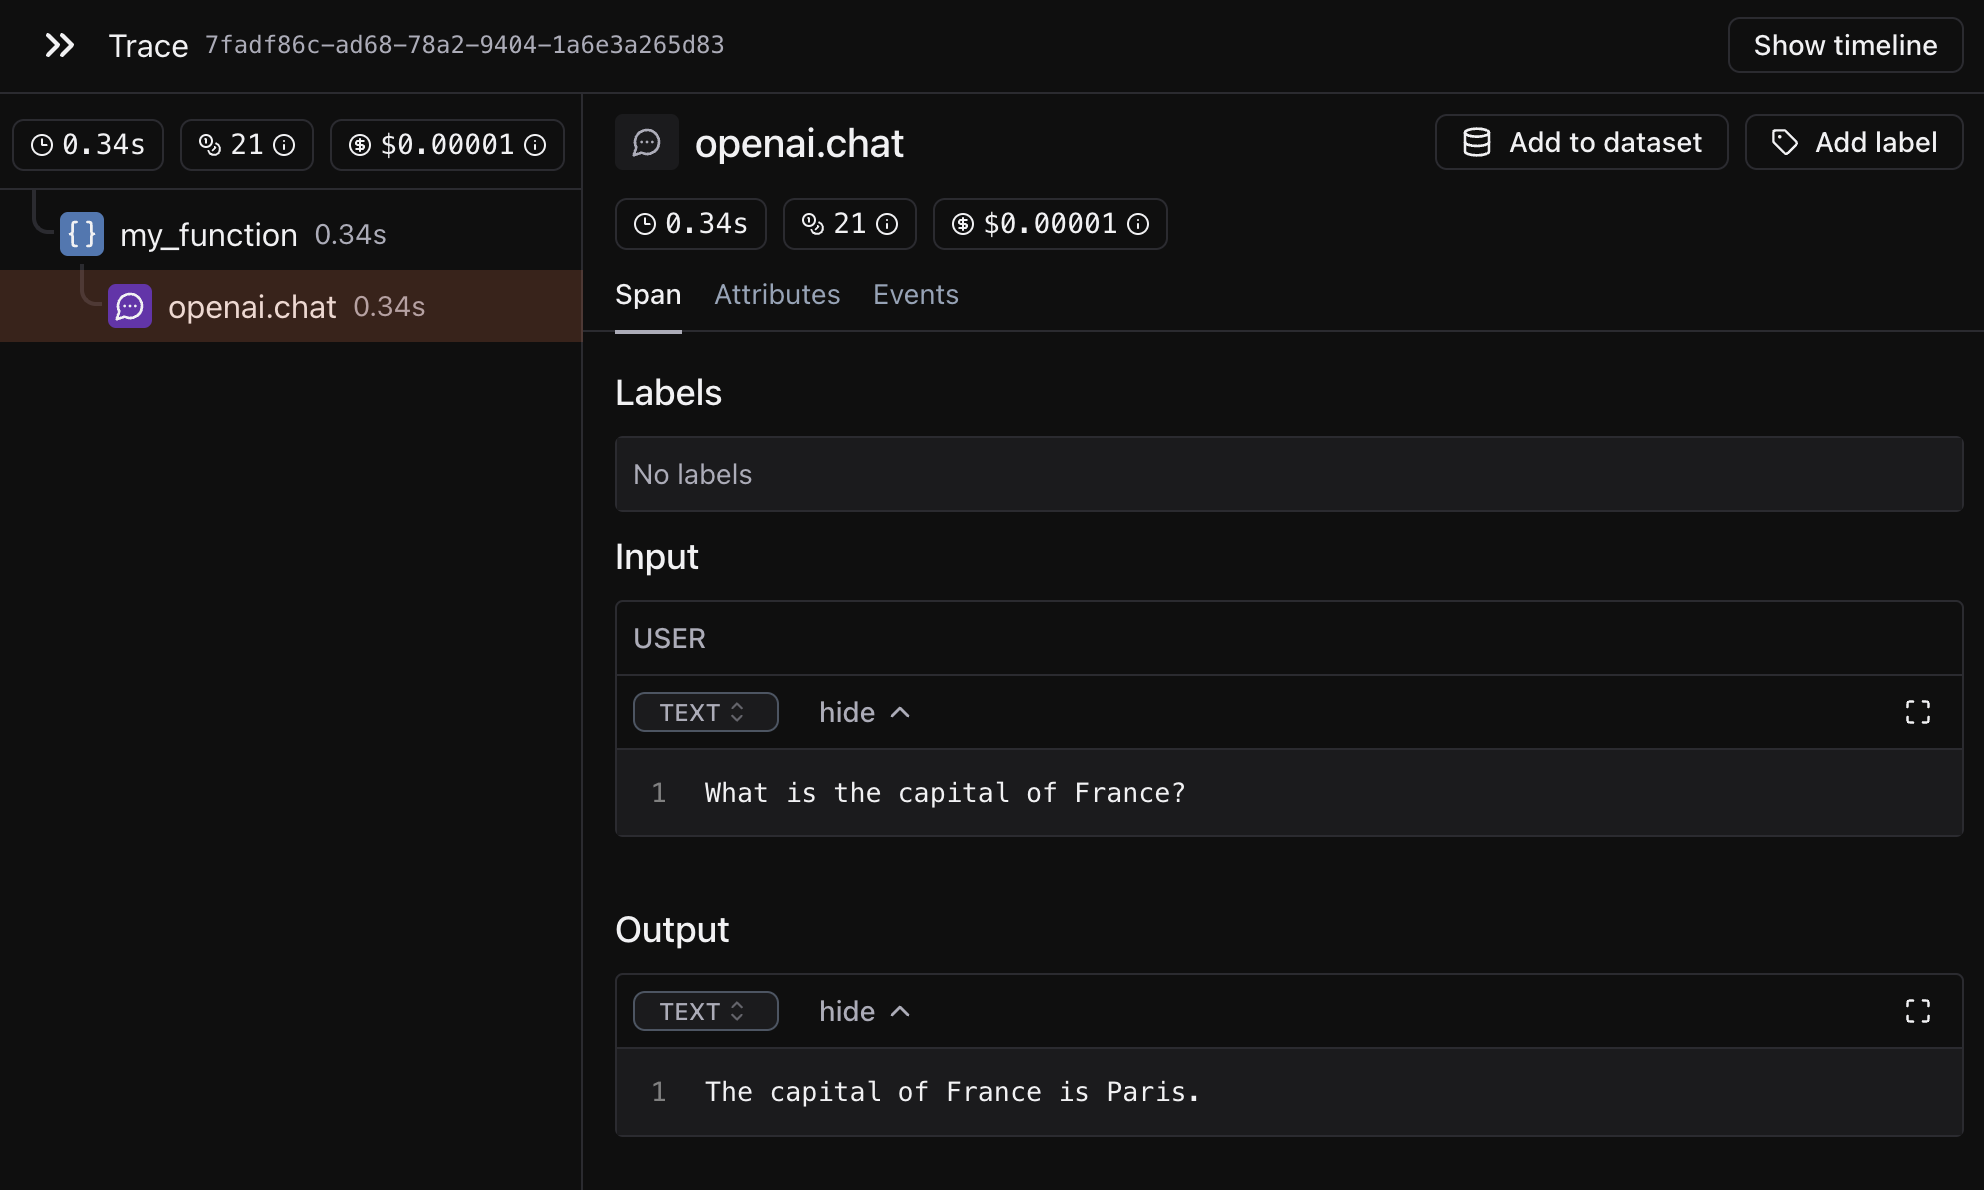 Trace 7fadf86c-ad68-78a2-9404-1a6e3a265d83
Show timeline
0.34s 21 $0.00001
my_function 0.34s
openai.chat 0.34s
openai.chat
Add to dataset
Add label
0.34s 21 $0.00001
Span Attributes Events
Labels
No labels
Input
USER
TEXT hide
1 What is the capital of France?
Output
TEXT hide
1 The capital of France is Paris.